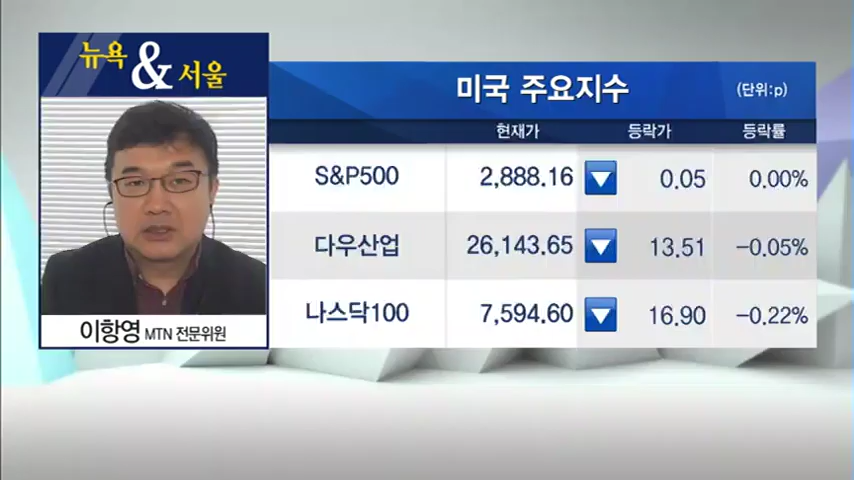 뉴욕 & 서울
이항영 MTN 전문위원
미국 주요지수 (단위:p)
현재가 등락가 등락률
S&P500 2,888.16 ▼ 0.05 0.00%
다우산업 26,143.65 ▼ 13.51 -0.05%
나스닥100 7,594.60 ▼ 16.90 -0.22%